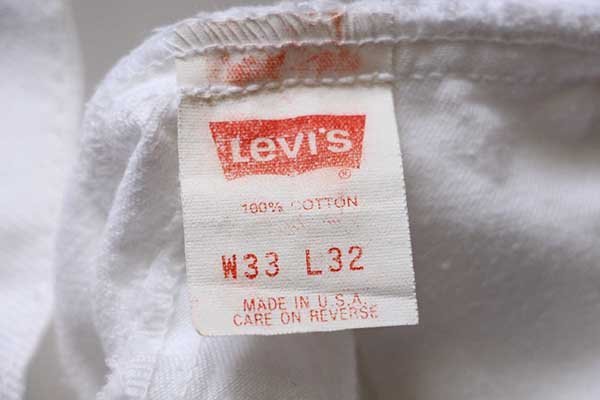 Levi's
®
100% COTTON
W33 L32
MADE IN U.S.A.
CARE ON REVERSE